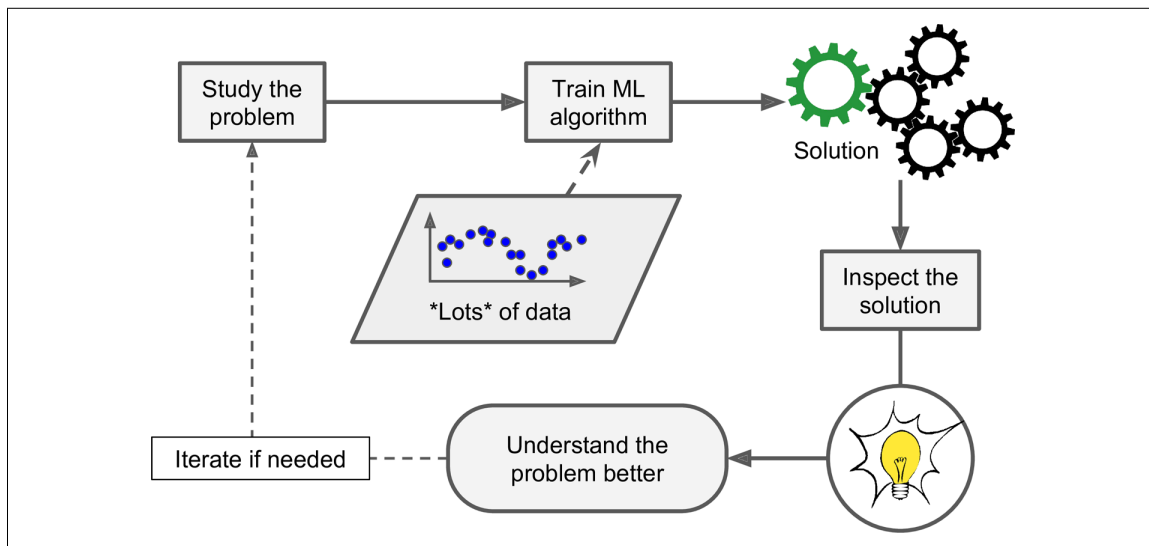 Study the
problem
Train ML
algorithm
Solution
*Lots* of data
Inspect the
solution
Understand the
problem better
Iterate if needed